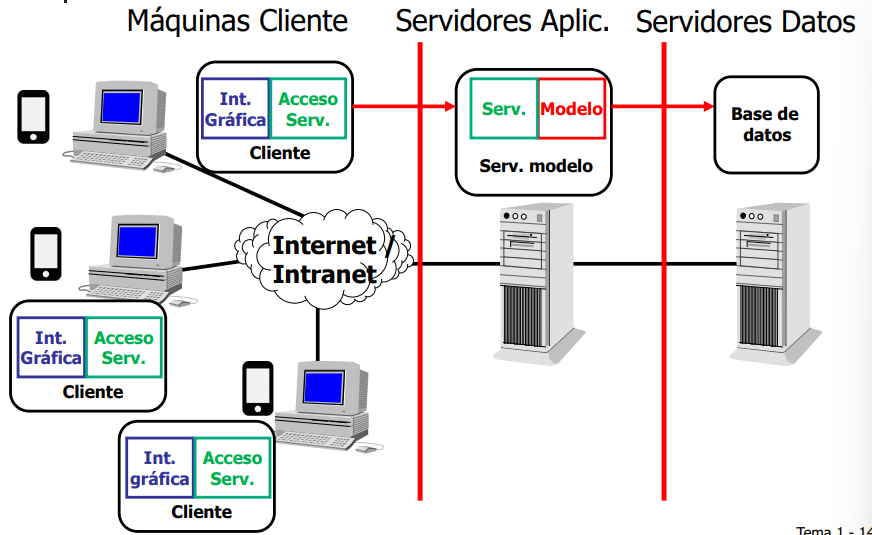 Máquinas Cliente
Servidores Aplic.
Servidores Datos
Int.
Gráfica
Acceso
Serv.
Cliente
Serv.
Modelo
Serv. modelo
Base de
datos
Internet /
Intranet
Int.
Gráfica
Acceso
Serv.
Cliente
Int.
gráfica
Acceso
Serv.
Cliente
Tema 1 - 14